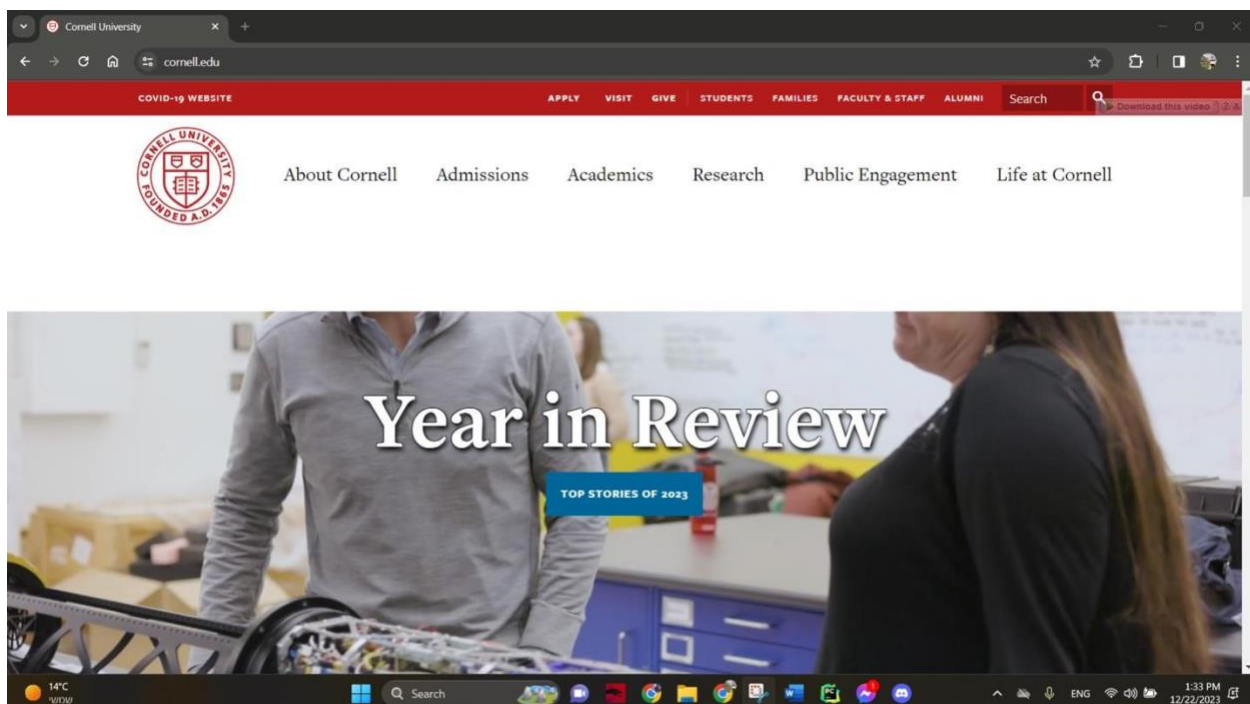 Cornell University
cornell.edu
COVID-19 WEBSITE APPLY VISIT GIVE STUDENTS FAMILIES FACULTY & STAFF ALUMNI Search
Download this video
CORNELL UNIVERSITY
FOUNDED A.D. 1865
About Cornell Admissions Academics Research Public Engagement Life at Cornell
Year in Review
TOP STORIES OF 2023
14°C
שמשי
Search
ENG
1:33 PM
12/22/2023